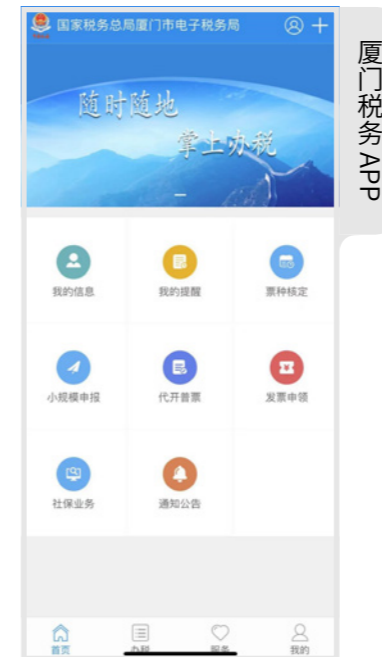 国家税务总局厦门市电子税务局
随时随地
掌上办税
我的信息
我的提醒
票种核定
小规模申报
代开普票
发票申领
社保业务
通知公告
首页
办税
服务
我的
厦门税务 APP